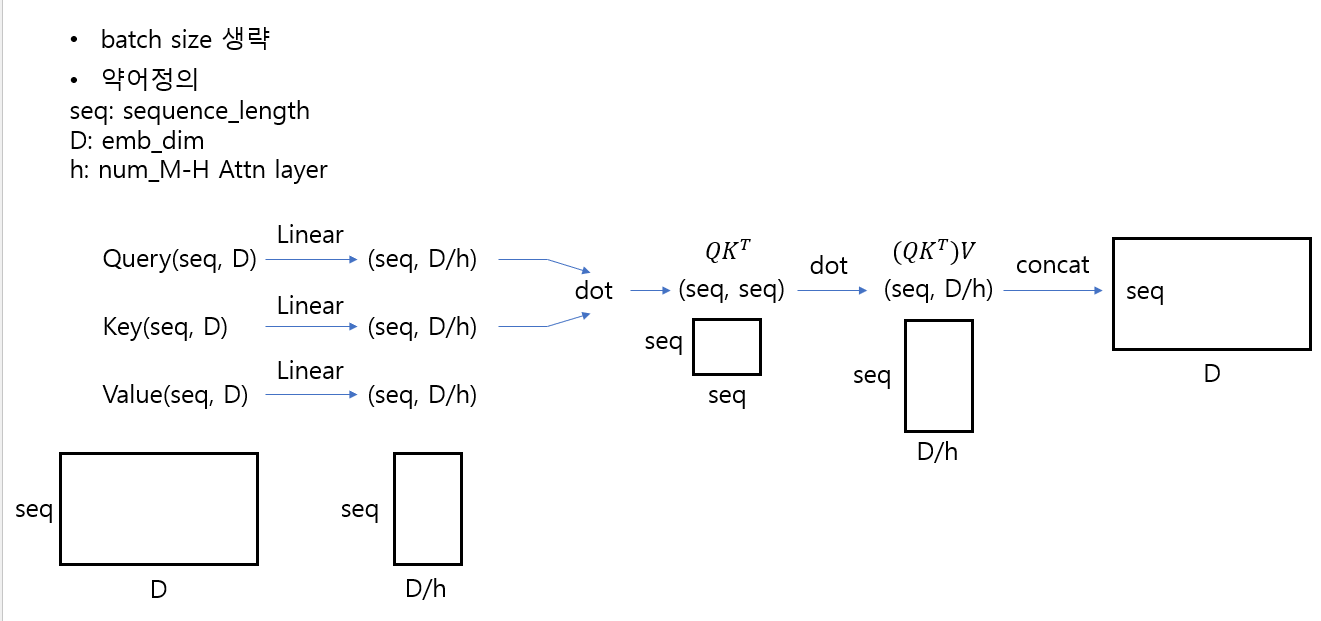 • batch size 생략
• 약어정의
seq: sequence_length
D: emb_dim
h: num_M-H Attn layer
Query(seq, D) Linear (seq, D/h)
Key(seq, D) Linear (seq, D/h)
Value(seq, D) Linear (seq, D/h)
dot
QKᵀ
(seq, seq)
seq
seq
dot
(QKᵀ)V
(seq, D/h)
seq
D/h
concat
seq
D
seq
D
seq
D/h